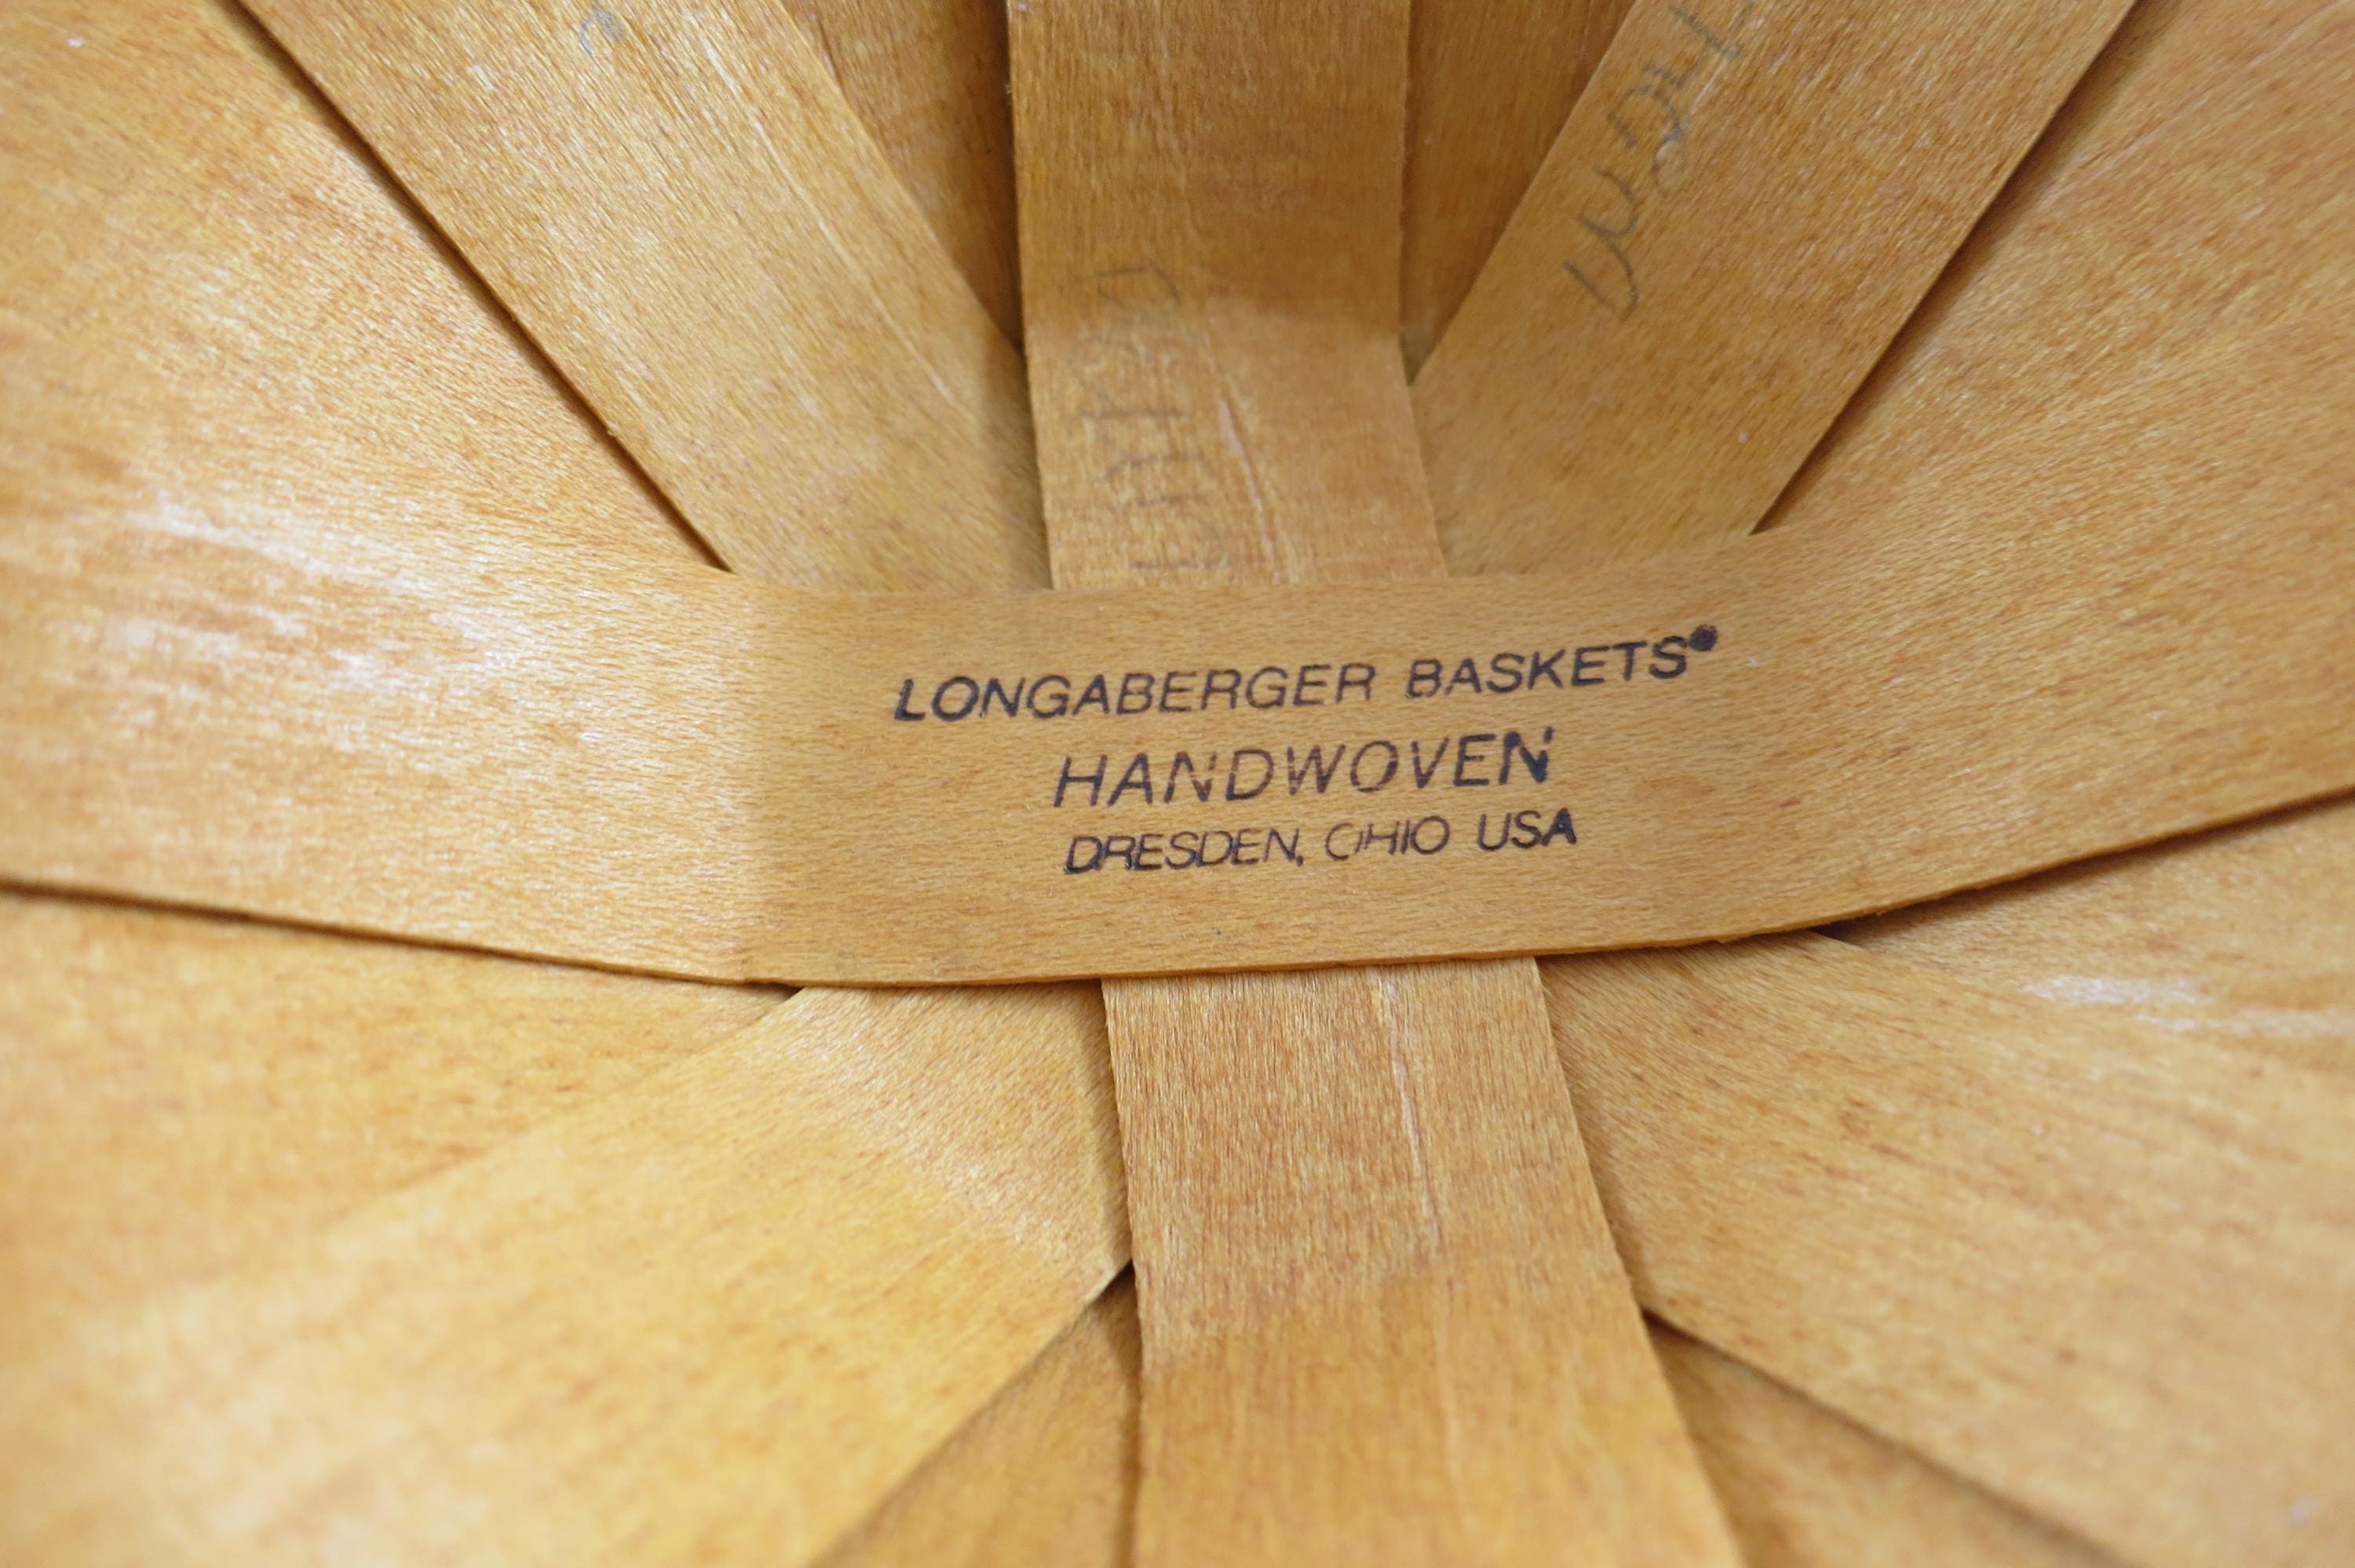 LONGABERGER BASKETS®
HANDWOVEN
DRESDEN, OHIO USA